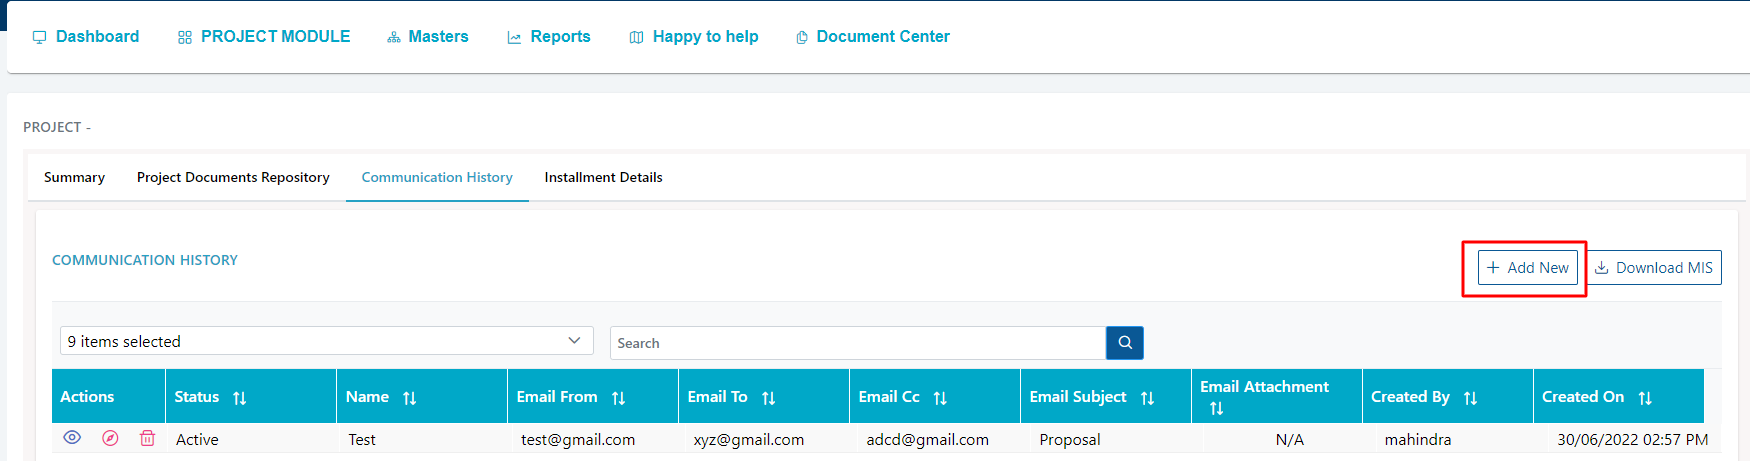 Dashboard PROJECT MODULE Masters Reports Happy to help Document Center
PROJECT -
Summary Project Documents Repository Communication History Installment Details
COMMUNICATION HISTORY
Add New Download MIS
9 items selected Search
Actions Status Name Email From Email To Email Cc Email Subject Email Attachment Created By Created On
Active Test test@gmail.com xyz@gmail.com adcd@gmail.com Proposal N/A mahindra 30/06/2022 02:57 PM